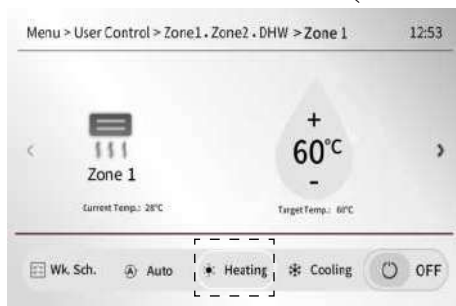 Menu > User Control > Zone1.Zone2.DHW > Zone 1 12:53
+
60°C
-
Zone 1
Current Temp.: 28°C Target Temp.: 60°C
Wk. Sch. A Auto Heating Cooling OFF